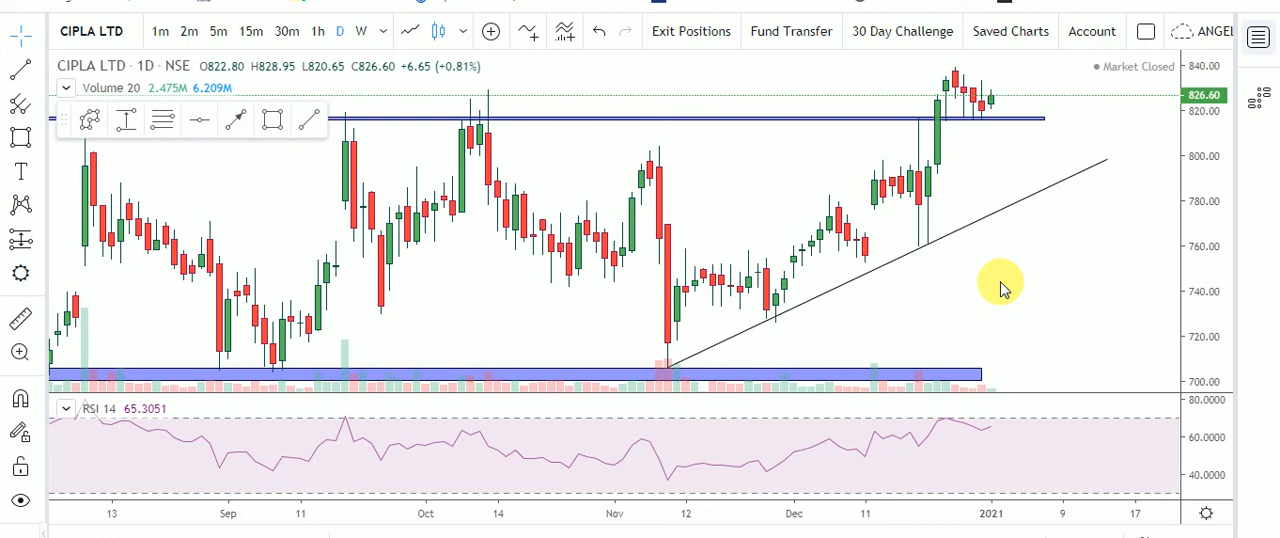 CIPLA LTD 1m 2m 5m 15m 30m 1h D W Exit Positions Fund Transfer 30 Day Challenge Saved Charts Account ANGEL
CIPLA LTD · 1D · NSE O822.80 H828.95 L820.65 C826.60 +6.65 (+0.81%)
Market Closed
Volume 20 2.475M 6.209M
T
840.00
826.60
820.00
800.00
780.00
760.00
740.00
720.00
700.00
RSI 14 65.3051
80.0000
60.0000
40.0000
13 Sep 11 Oct 14 Nov 12 Dec 11 2021 9 17